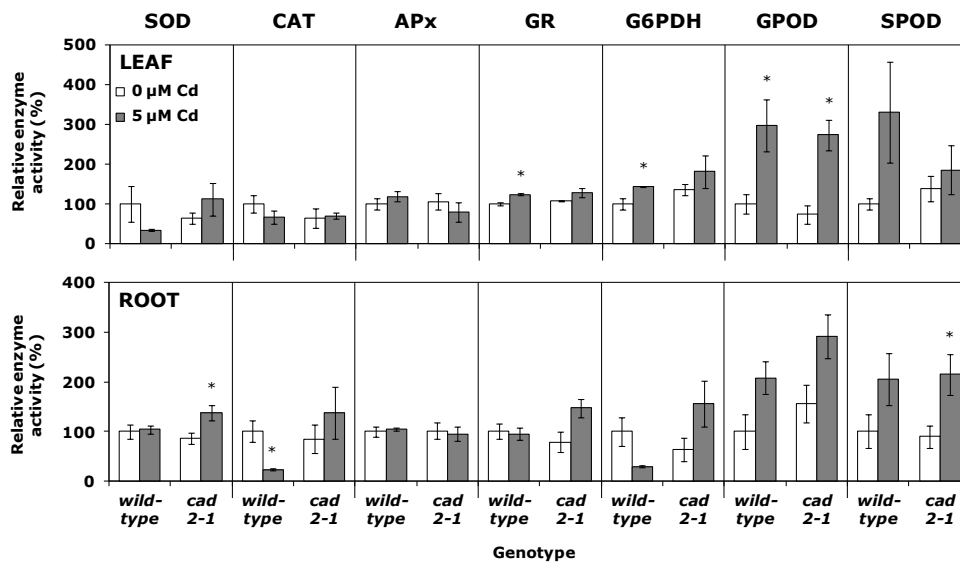 SOD CAT APx GR G6PDH GPOD SPOD
Relative enzyme
activity (%)
500
400
300
200
100
0
LEAF
0 µM Cd
5 µM Cd
* * * *
Relative enzyme
activity (%)
400
300
200
100
0
ROOT
* * *
wild-
type
cad
2-1
wild-
type
cad
2-1
wild-
type
cad
2-1
wild-
type
cad
2-1
wild-
type
cad
2-1
wild-
type
cad
2-1
wild-
type
cad
2-1
Genotype